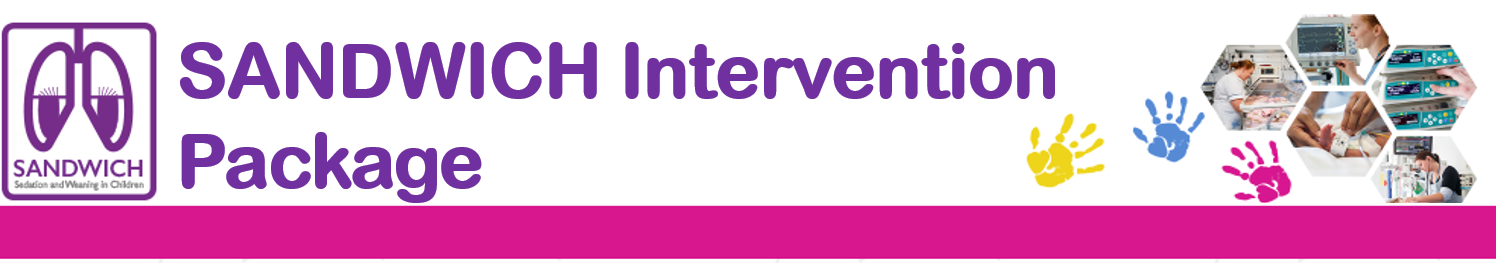 SANDWICH Intervention
Package
SANDWICH
Sedation and Weaning in Children